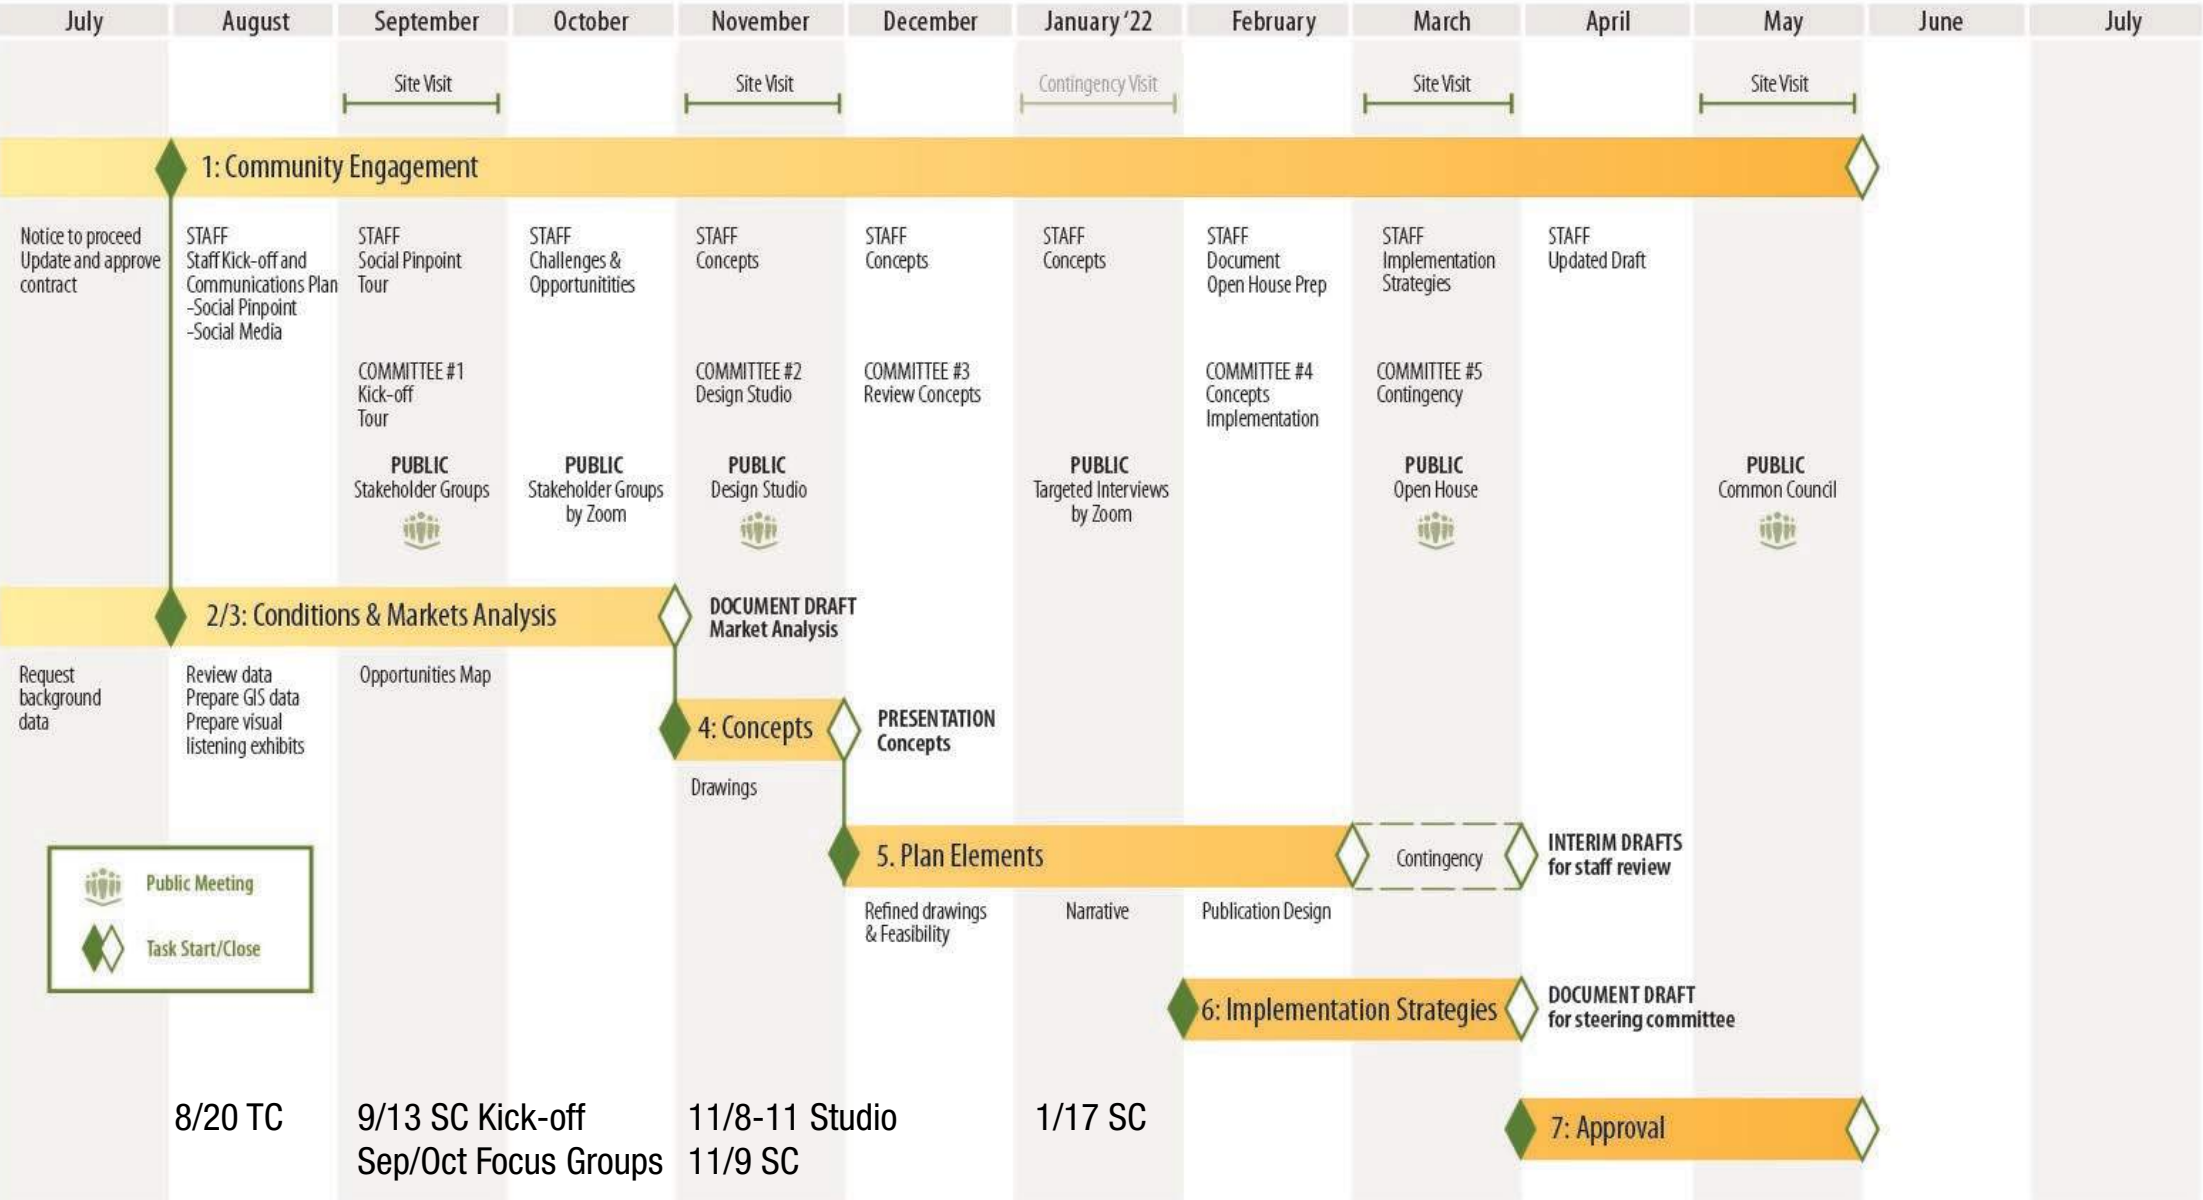 July
August
September
October
November
December
January ‘22
February
March
April
May
June
July
Site Visit
Site Visit
Contingency Visit
Site Visit
Site Visit
1: Community Engagement
Notice to proceed
Update and approve
contract
STAFF
Staff Kick-off and
Communications Plan
-Social Pinpoint
-Social Media
STAFF
Social Pinpoint
Tour
STAFF
Challenges &
Opportunitities
STAFF
Concepts
STAFF
Concepts
STAFF
Concepts
STAFF
Document
Open House Prep
STAFF
Implementation
Strategies
STAFF
Updated Draft
COMMITTEE #1
Kick-off
Tour
COMMITTEE #2
Design Studio
COMMITTEE #3
Review Concepts
COMMITTEE #4
Concepts
Implementation
COMMITTEE #5
Contingency
PUBLIC
Stakeholder Groups
PUBLIC
Stakeholder Groups
by Zoom
PUBLIC
Design Studio
PUBLIC
Targeted Interviews
by Zoom
PUBLIC
Open House
PUBLIC
Common Council
2/3: Conditions & Markets Analysis
DOCUMENT DRAFT
Market Analysis
Request
background
data
Review data
Prepare GIS data
Prepare visual
listening exhibits
Opportunities Map
4: Concepts
PRESENTATION
Concepts
Drawings
5. Plan Elements
Contingency
INTERIM DRAFTS
for staff review
Public Meeting
Task Start/Close
Refined drawings
& Feasibility
Narrative
Publication Design
6: Implementation Strategies
DOCUMENT DRAFT
for steering committee
8/20 TC
9/13 SC Kick-off
Sep/Oct Focus Groups
11/8-11 Studio
11/9 SC
1/17 SC
7: Approval